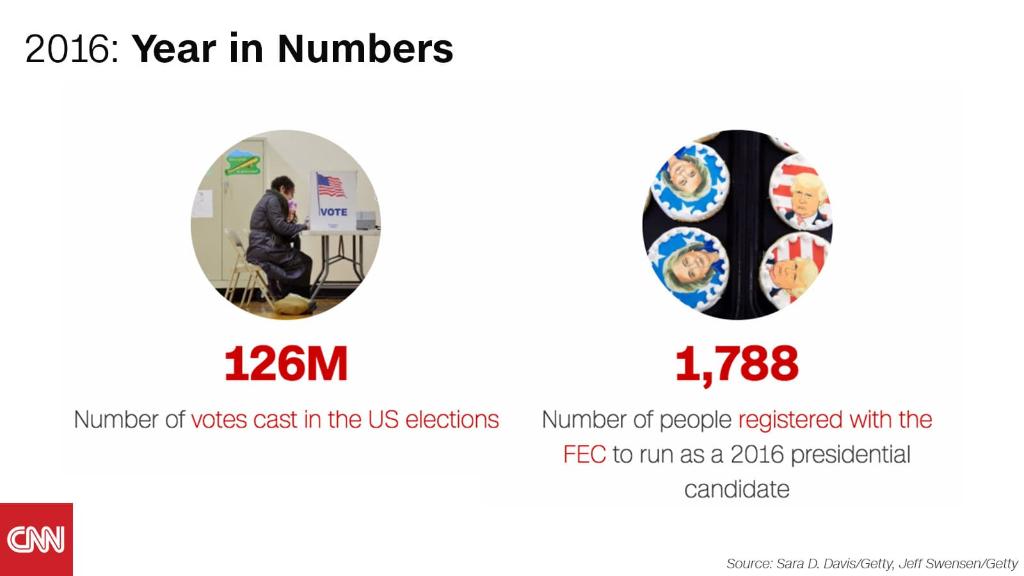 2016: Year in Numbers
VOTE
126M
Number of votes cast in the US elections
1,788
Number of people registered with the
FEC to run as a 2016 presidential
candidate
CNN
Source: Sara D. Davis/Getty, Jeff Swensen/Getty